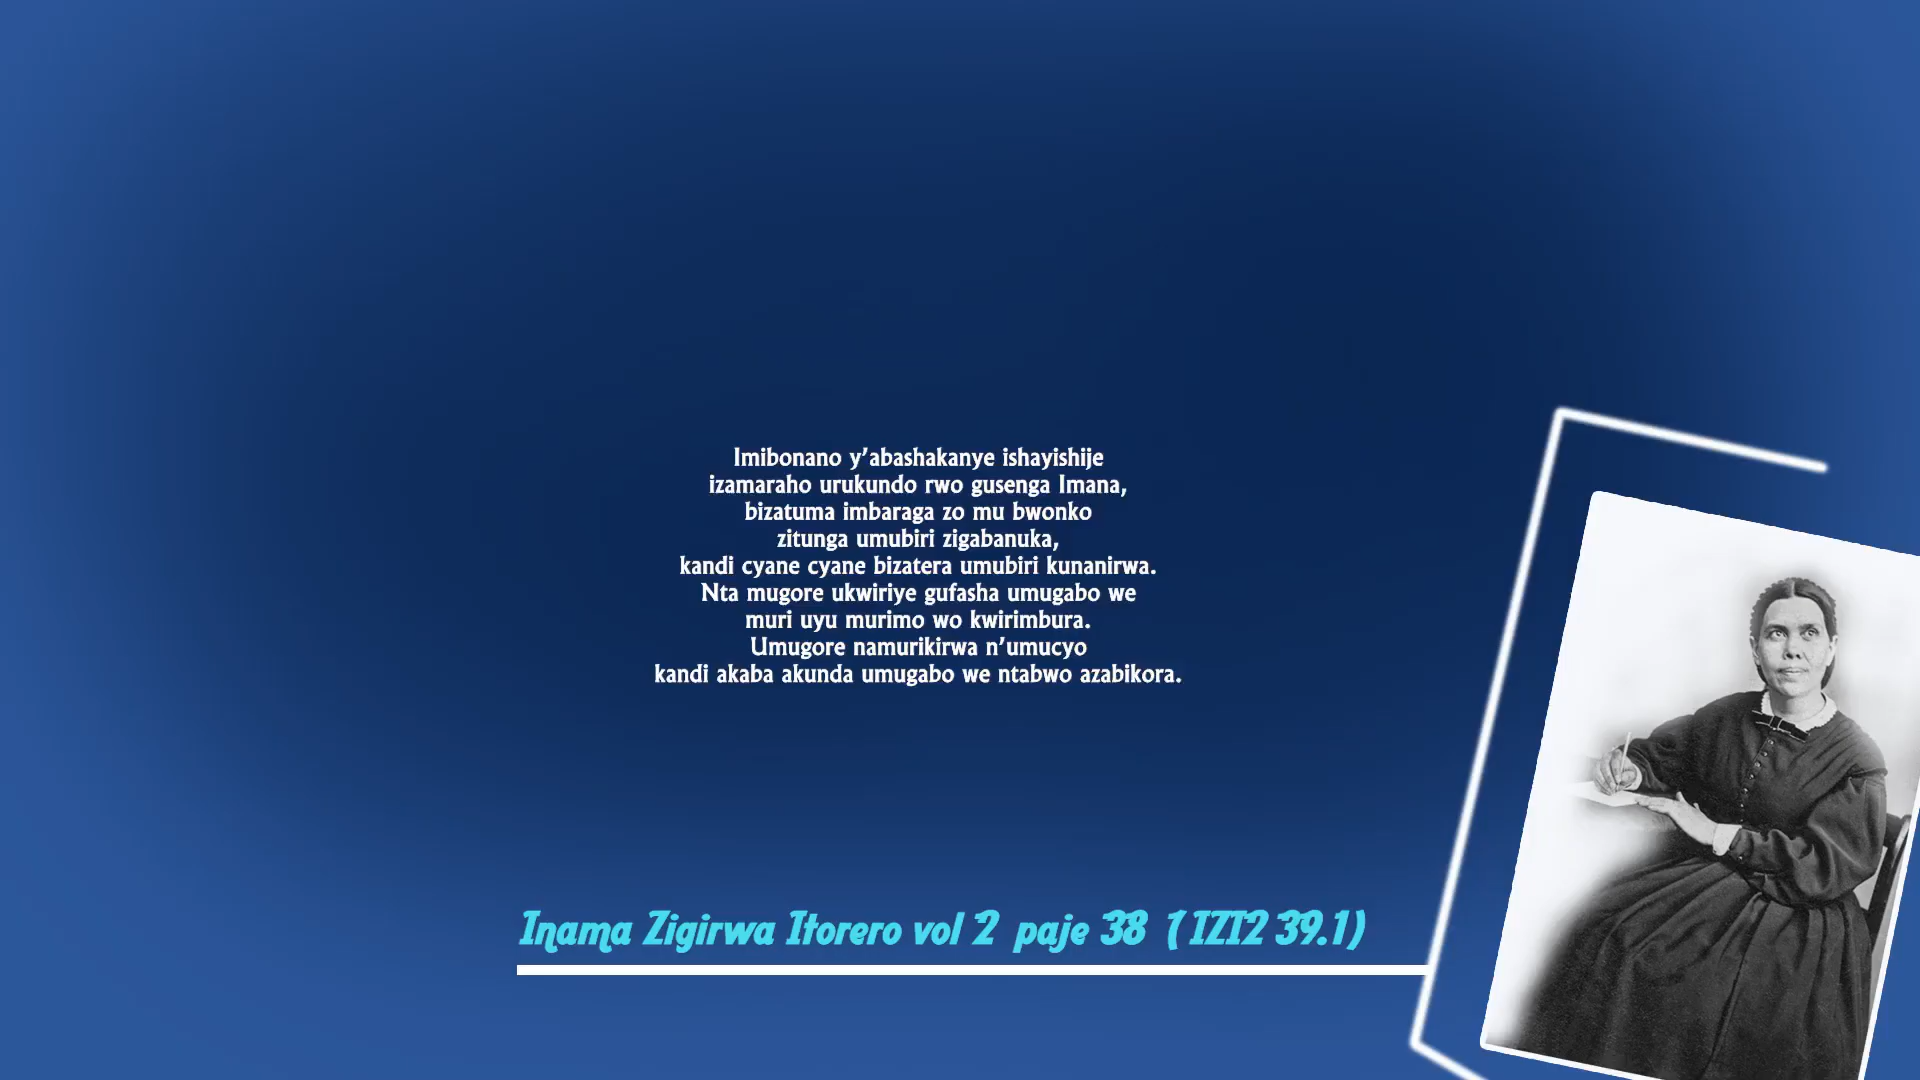 Imibonano y’abashakanye ishayishije
izamaraho urukundo rwo gusenga Imana,
bizatuma imbaraga zo mu bwonko
zitunga umubiri zigabanuka,
kandi cyane cyane bizatera umubiri kunanirwa.
Nta mugore ukwiriye gufasha umugabo we
muri uyu murimo wo kwirimbura.
Umugore namurikirwa n’umucyo
kandi akaba akunda umugabo we ntabwo azabikora.
Inama Zigirwa Itorero vol 2 paje 38 ( IZI2 39.1)